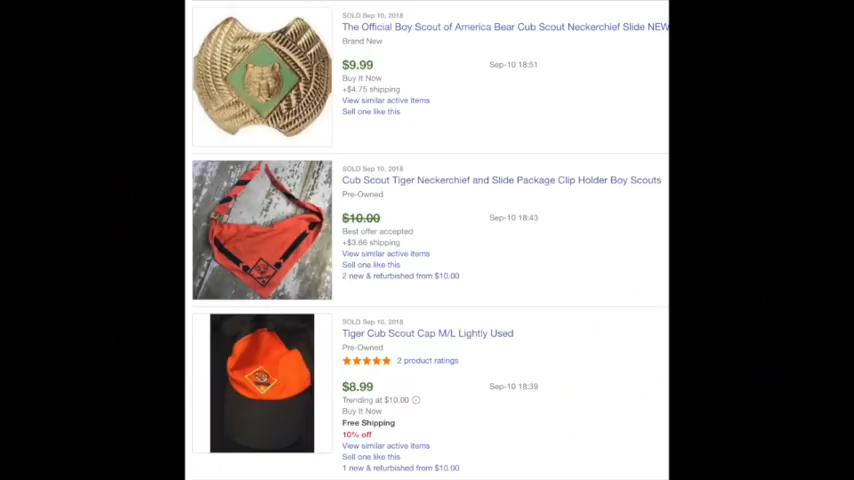 SOLD Sep 10, 2018
The Official Boy Scout of America Bear Cub Scout Neckerchief Slide NEW
Brand New
$9.99 Sep-10 18:51
Buy It Now
+$4.75 shipping
View similar active items
Sell one like this
SOLD Sep 10, 2018
Cub Scout Tiger Neckerchief and Slide Package Clip Holder Boy Scouts
Pre-Owned
$10.00 Sep-10 18:43
Best offer accepted
+$3.66 shipping
View similar active items
Sell one like this
2 new & refurbished from $10.00
SOLD Sep 10, 2018
Tiger Cub Scout Cap M/L Lightly Used
Pre-Owned
2 product ratings
$8.99 Sep-10 18:39
Trending at $10.00
Buy It Now
Free Shipping
10% off
View similar active items
Sell one like this
1 new & refurbished from $10.00